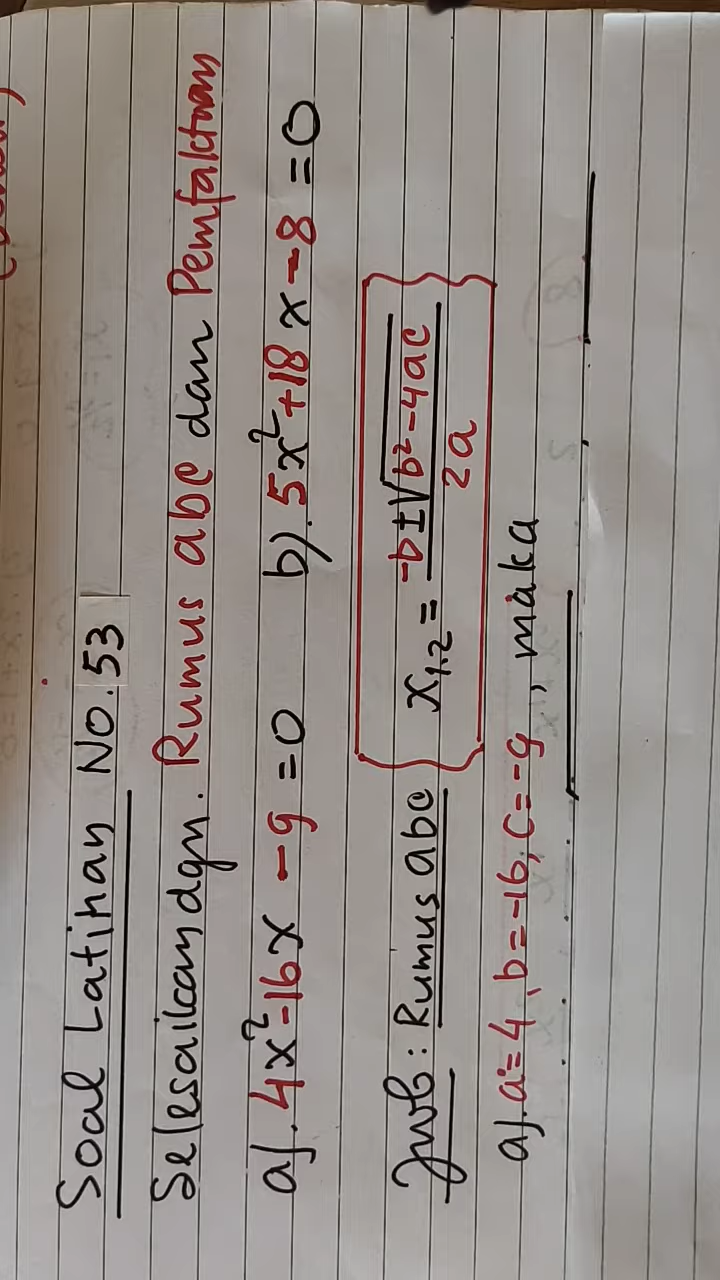 Soal Latihan No.53
Selesaikan dgn. Rumus abc dan Pemfaktoran
a). 4x²-16x -9 =0 b). 5x²+18x-8=0
Jwb: Rumus abc x₁.₂ = -b±√b²-4ac / 2a
a). a=4, b=-16, c=-9, maka